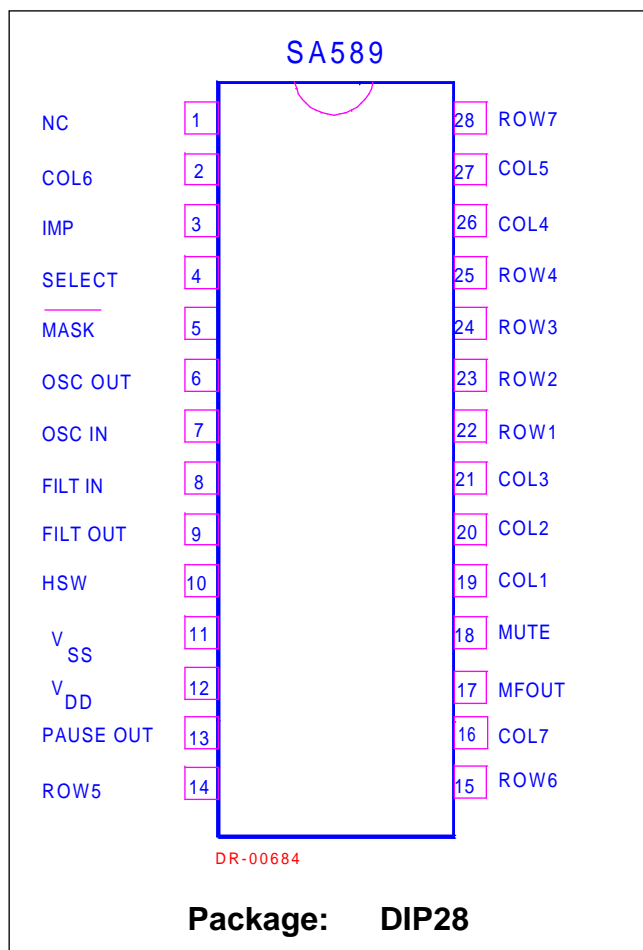 SA589
NC 1 28 ROW7
COL6 2 27 COL5
IMP 3 26 COL4
SELECT 4 25 ROW4
MASK 5 24 ROW3
OSC OUT 6 23 ROW2
OSC IN 7 22 ROW1
FILT IN 8 21 COL3
FILT OUT 9 20 COL2
HSW 10 19 COL1
VSS 11 18 MUTE
VDD 12 17 MFOUT
PAUSE OUT 13 16 COL7
ROW5 14 15 ROW6
DR-00684
Package: DIP28